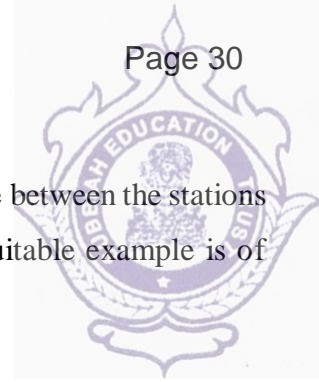 Page 30
EDUCATION
between the stations
uitable example is of